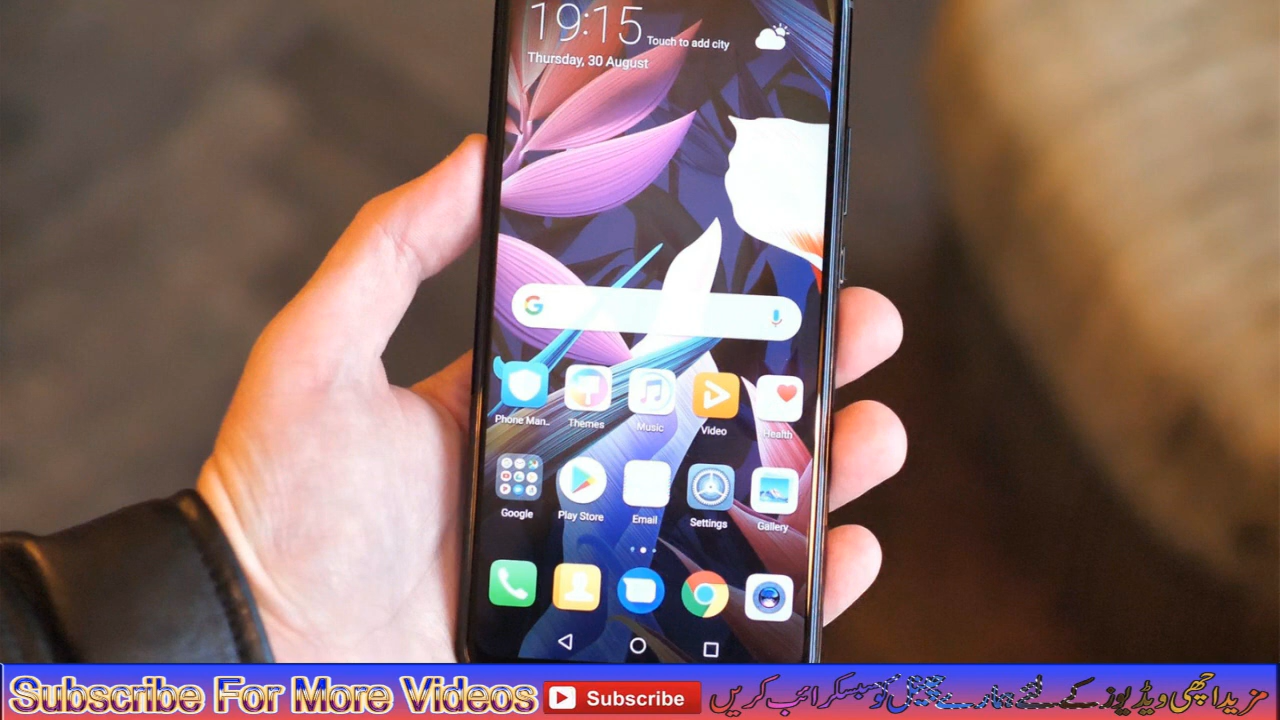 19:15
Touch to add city
Thursday, 30 August
Phone Man..
Themes
Music
Video
Health
Google
Play Store
Email
Settings
Gallery
Subscribe For More Videos
Subscribe
مزید اچھی ویڈیوز کے لئے ہمارے چینل کو سبسکرائب کریں